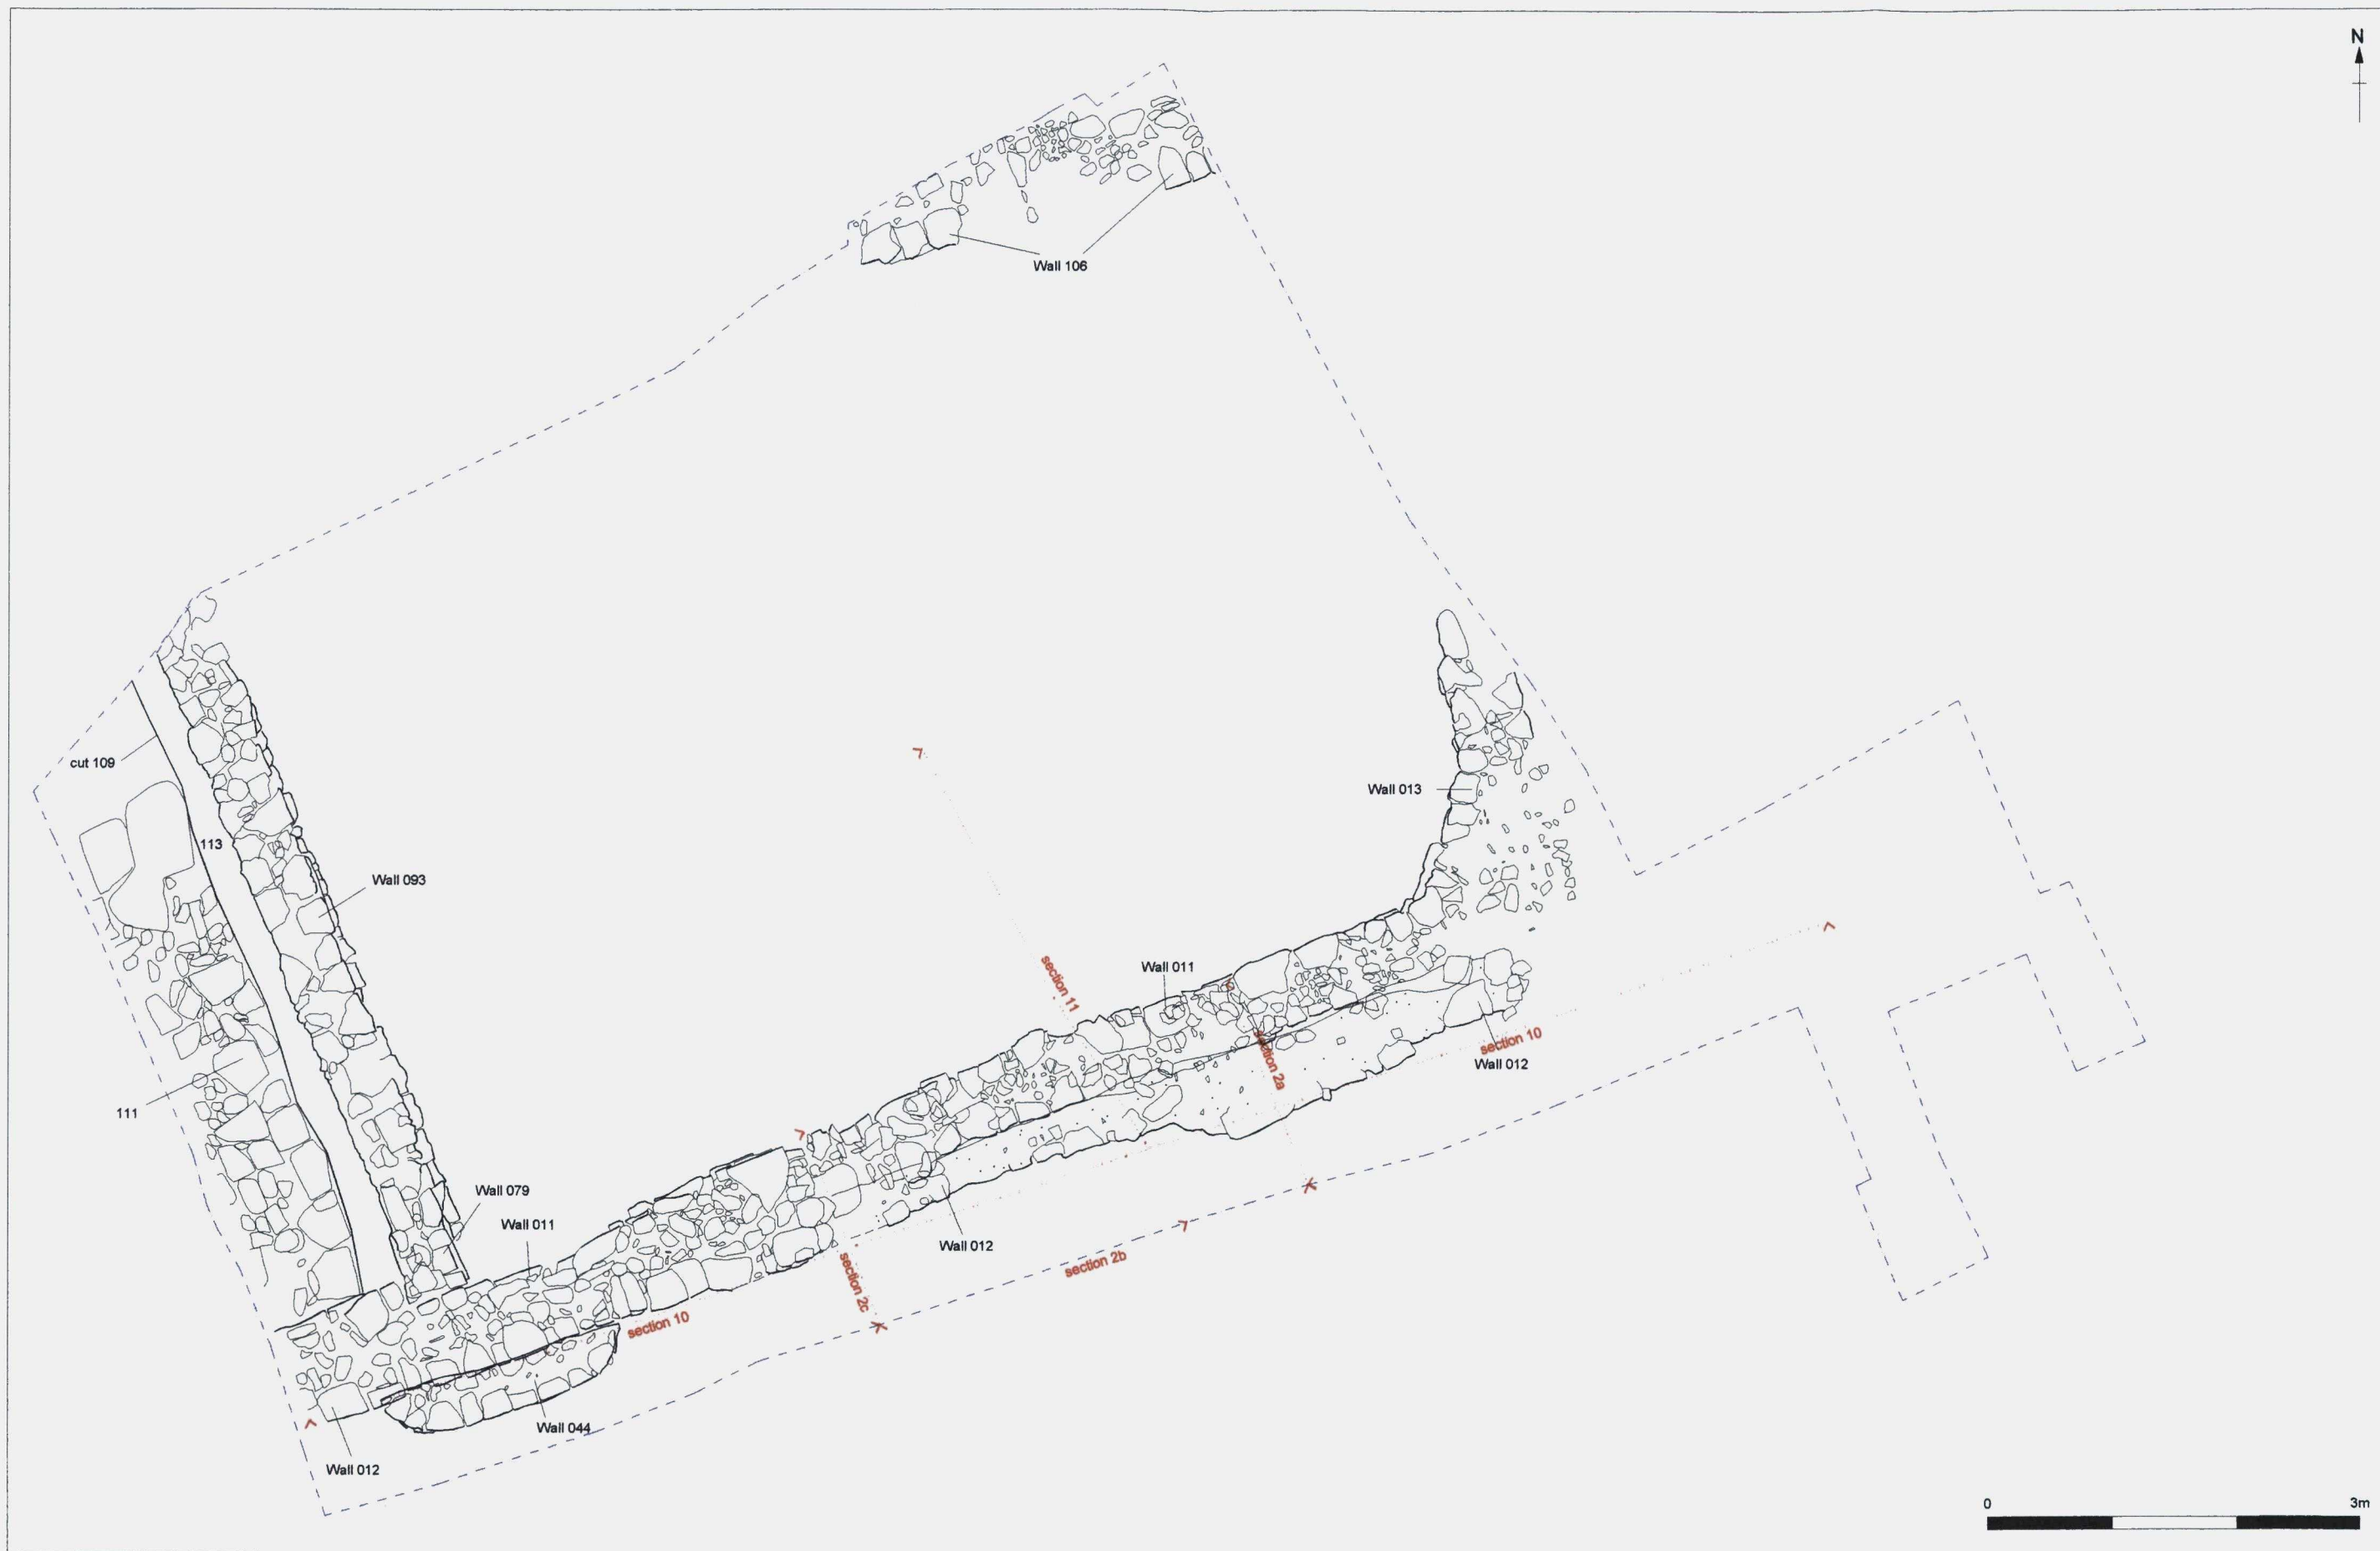 N
Wall 106
cut 109
Wall 013
113
Wall 093
section 11
Wall 011
section 10
section 2a
Wall 012
111
Wall 079
Wall 011
Wall 012
section 2b
section 2c
section 10
Wall 044
Wall 012
0 3m